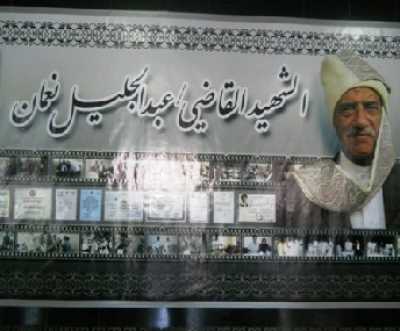 الشهيد القاضي / عبدالجليل نعمان